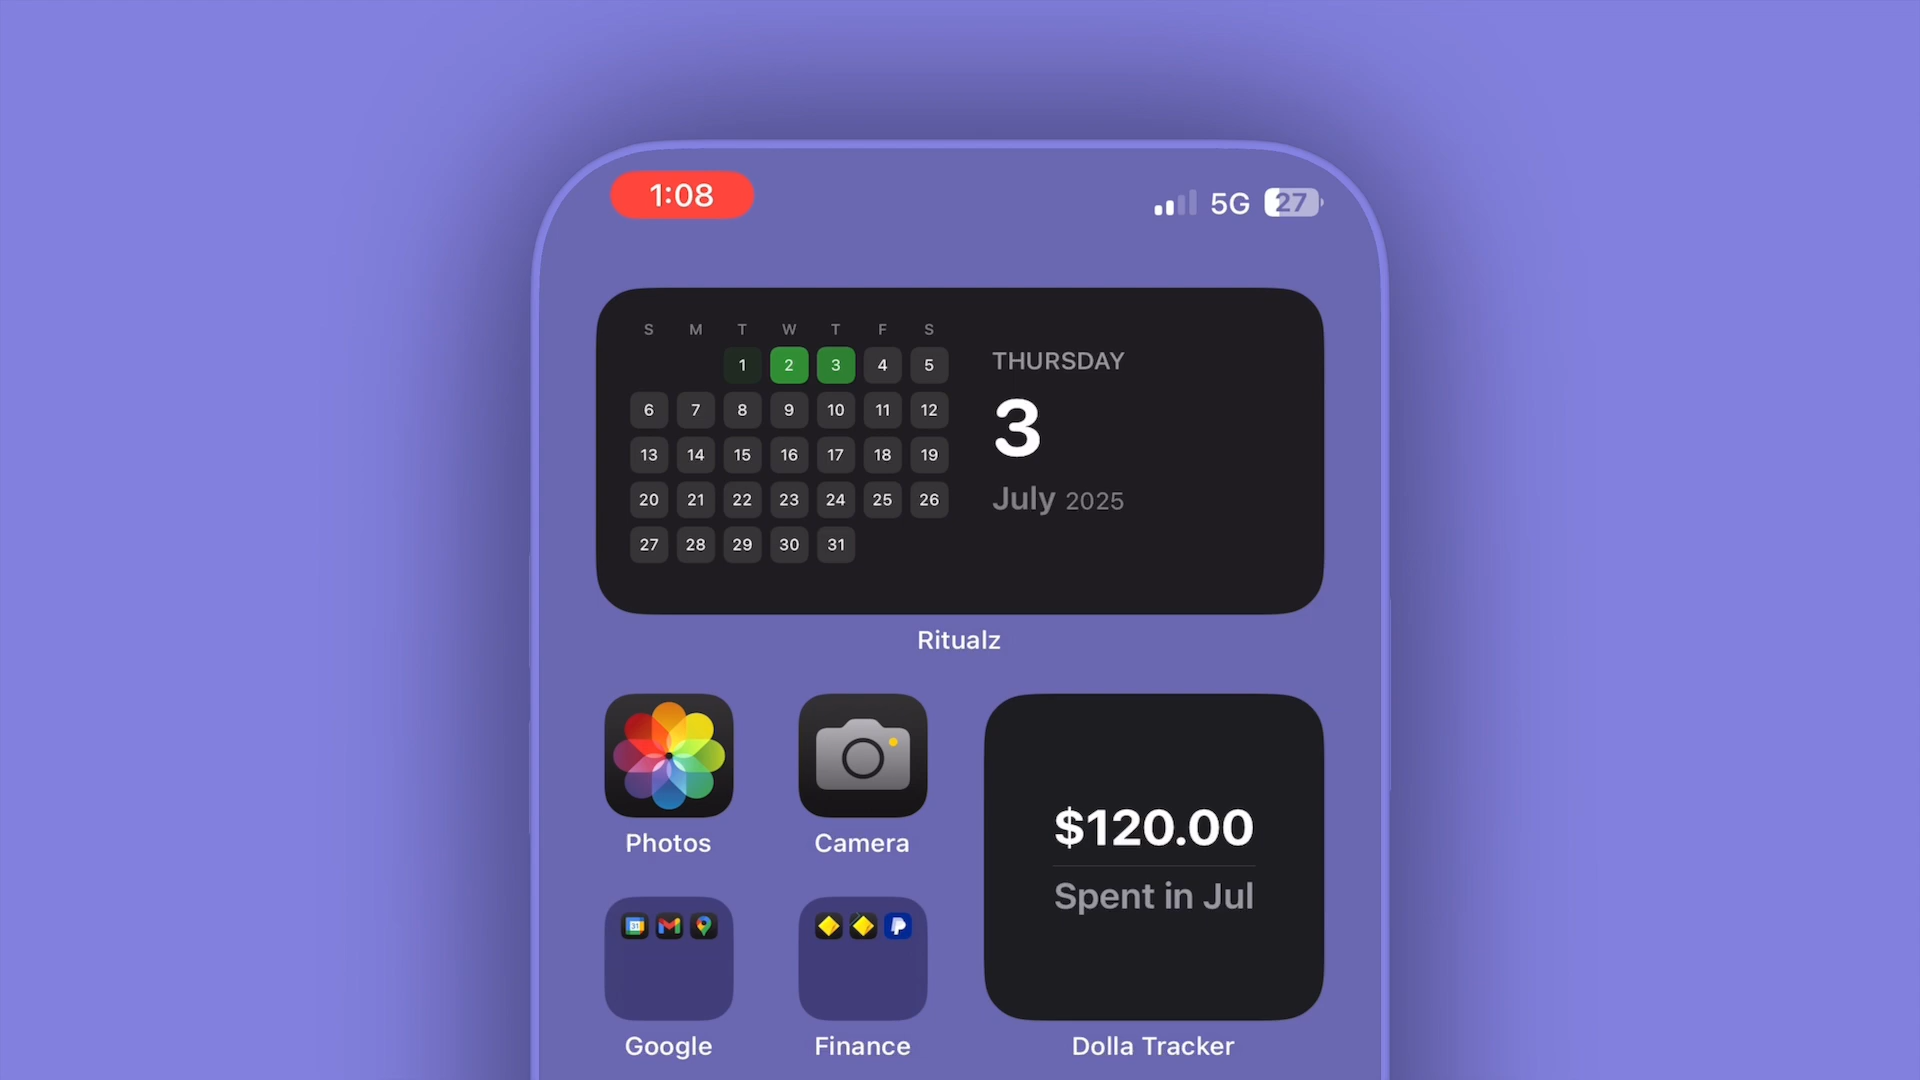 1:08
5G 27
S M T W T F S
1 2 3 4 5
6 7 8 9 10 11 12
13 14 15 16 17 18 19
20 21 22 23 24 25 26
27 28 29 30 31
THURSDAY
3
July 2025
Ritualz
Photos
Camera
$120.00
Spent in Jul
31
Google
Finance
Dolla Tracker